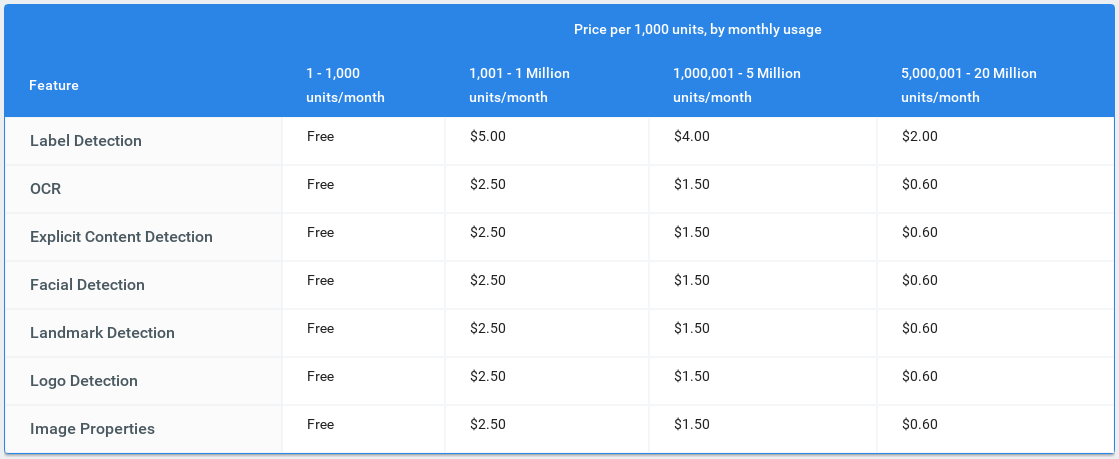 Price per 1,000 units, by monthly usage
Feature
1 - 1,000 units/month
1,001 - 1 Million units/month
1,000,001 - 5 Million units/month
5,000,001 - 20 Million units/month
Label Detection Free $5.00 $4.00 $2.00
OCR Free $2.50 $1.50 $0.60
Explicit Content Detection Free $2.50 $1.50 $0.60
Facial Detection Free $2.50 $1.50 $0.60
Landmark Detection Free $2.50 $1.50 $0.60
Logo Detection Free $2.50 $1.50 $0.60
Image Properties Free $2.50 $1.50 $0.60